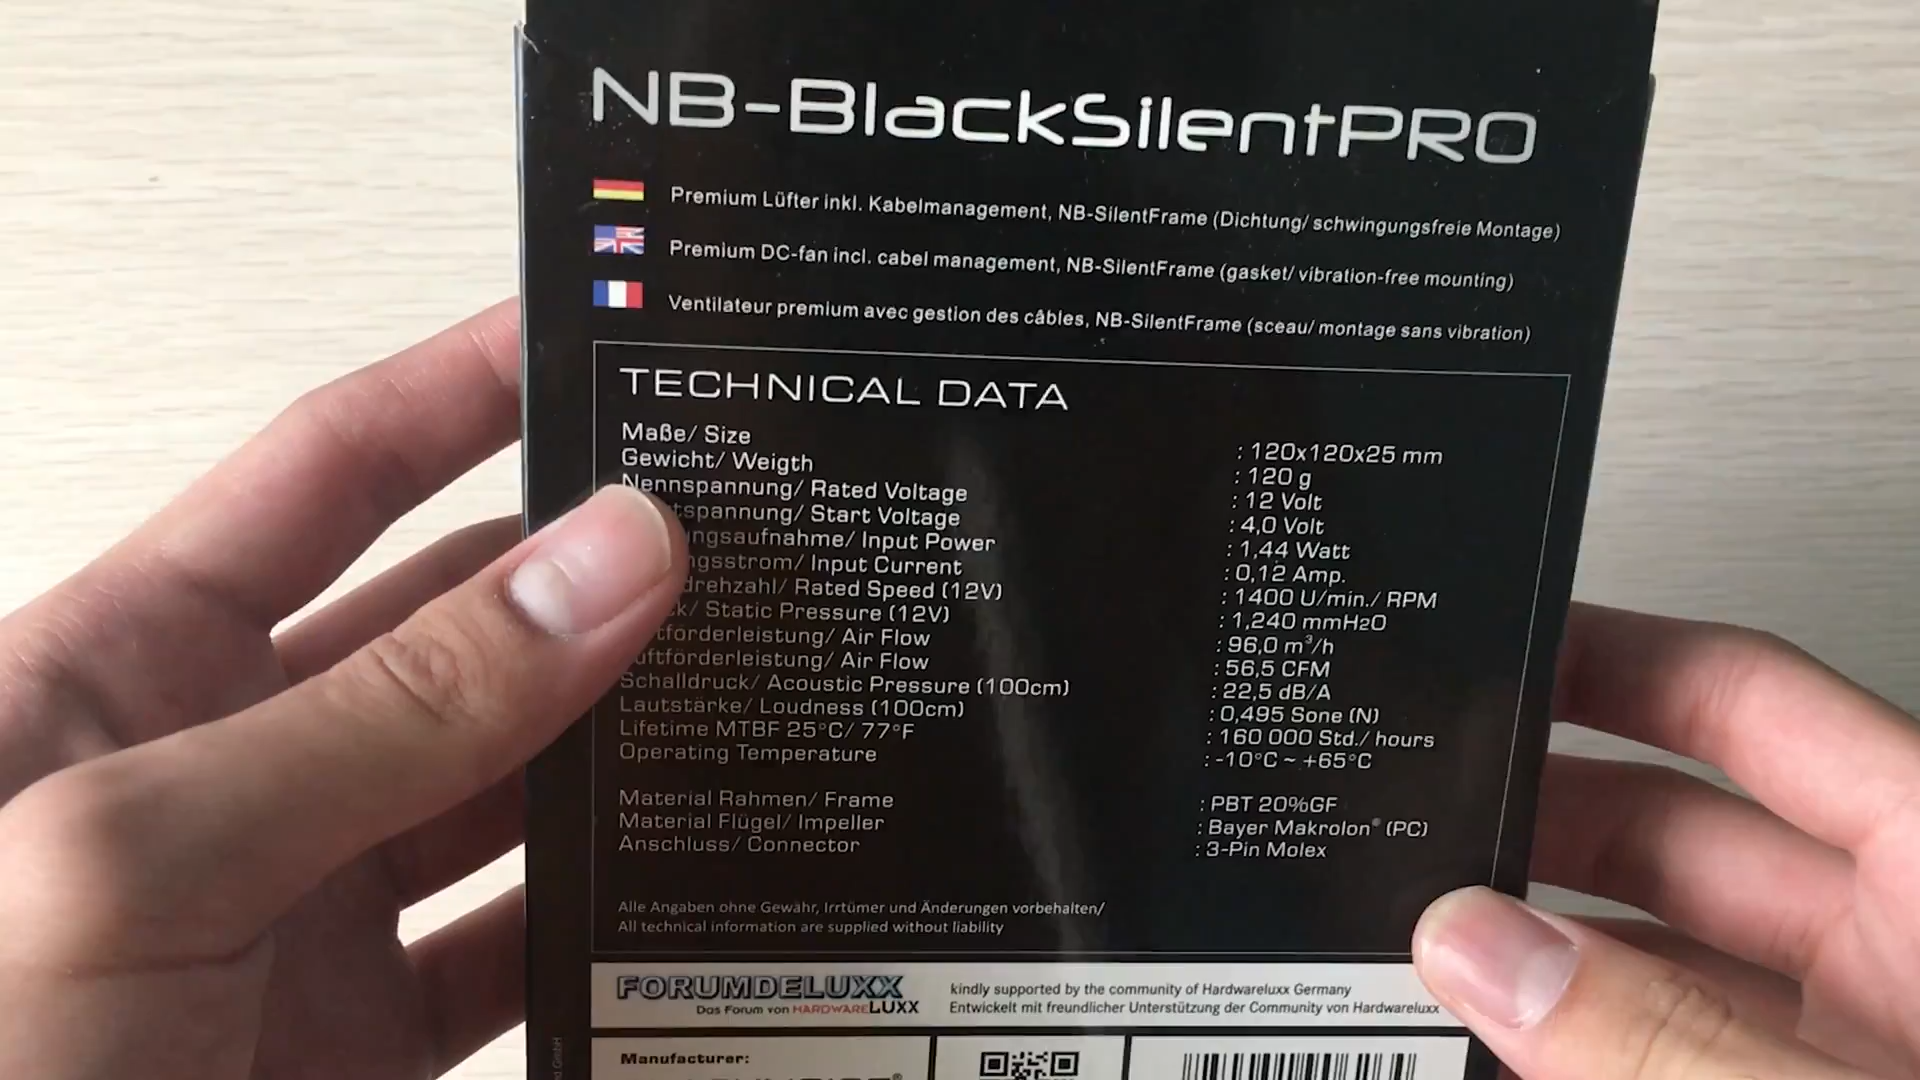 NB-BlackSilentPRO
Premium Lüfter inkl. Kabelmanagement, NB-SilentFrame (Dichtung/ schwingungsfreie Montage)
Premium DC-fan incl. cabel management, NB-SilentFrame (gasket/ vibration-free mounting)
Ventilateur premium avec gestion des câbles, NB-SilentFrame (sceau/ montage sans vibration)
TECHNICAL DATA
Maße/ Size : 120x120x25 mm
Gewicht/ Weigth : 120 g
Nennspannung/ Rated Voltage : 12 Volt
Start Voltage : 4,0 Volt
Input Power : 1,44 Watt
Input Current : 0,12 Amp.
Rated Speed (12V) : 1400 U/min./ RPM
Static Pressure (12V) : 1,240 mmH2O
Air Flow : 96,0 m³/h
Air Flow : 56,5 CFM
Schalldruck/ Acoustic Pressure (100cm) : 22,5 dB/A
Lautstärke/ Loudness (100cm) : 0,495 Sone (N)
Lifetime MTBF 25°C/ 77°F : 160 000 Std./ hours
Operating Temperature : -10°C ~ +65°C
Material Rahmen/ Frame : PBT 20%GF
Material Flügel/ Impeller : Bayer Makrolon® (PC)
Anschluss/ Connector : 3-Pin Molex
Alle Angaben ohne Gewähr, Irrtümer und Änderungen vorbehalten/
All technical information are supplied without liability
FORUMDELUXX
Das Forum von HARDWARELUXX
kindly supported by the community of Hardwareluxx Germany
Entwickelt mit freundlicher Unterstützung der Community von Hardwareluxx
Manufacturer: